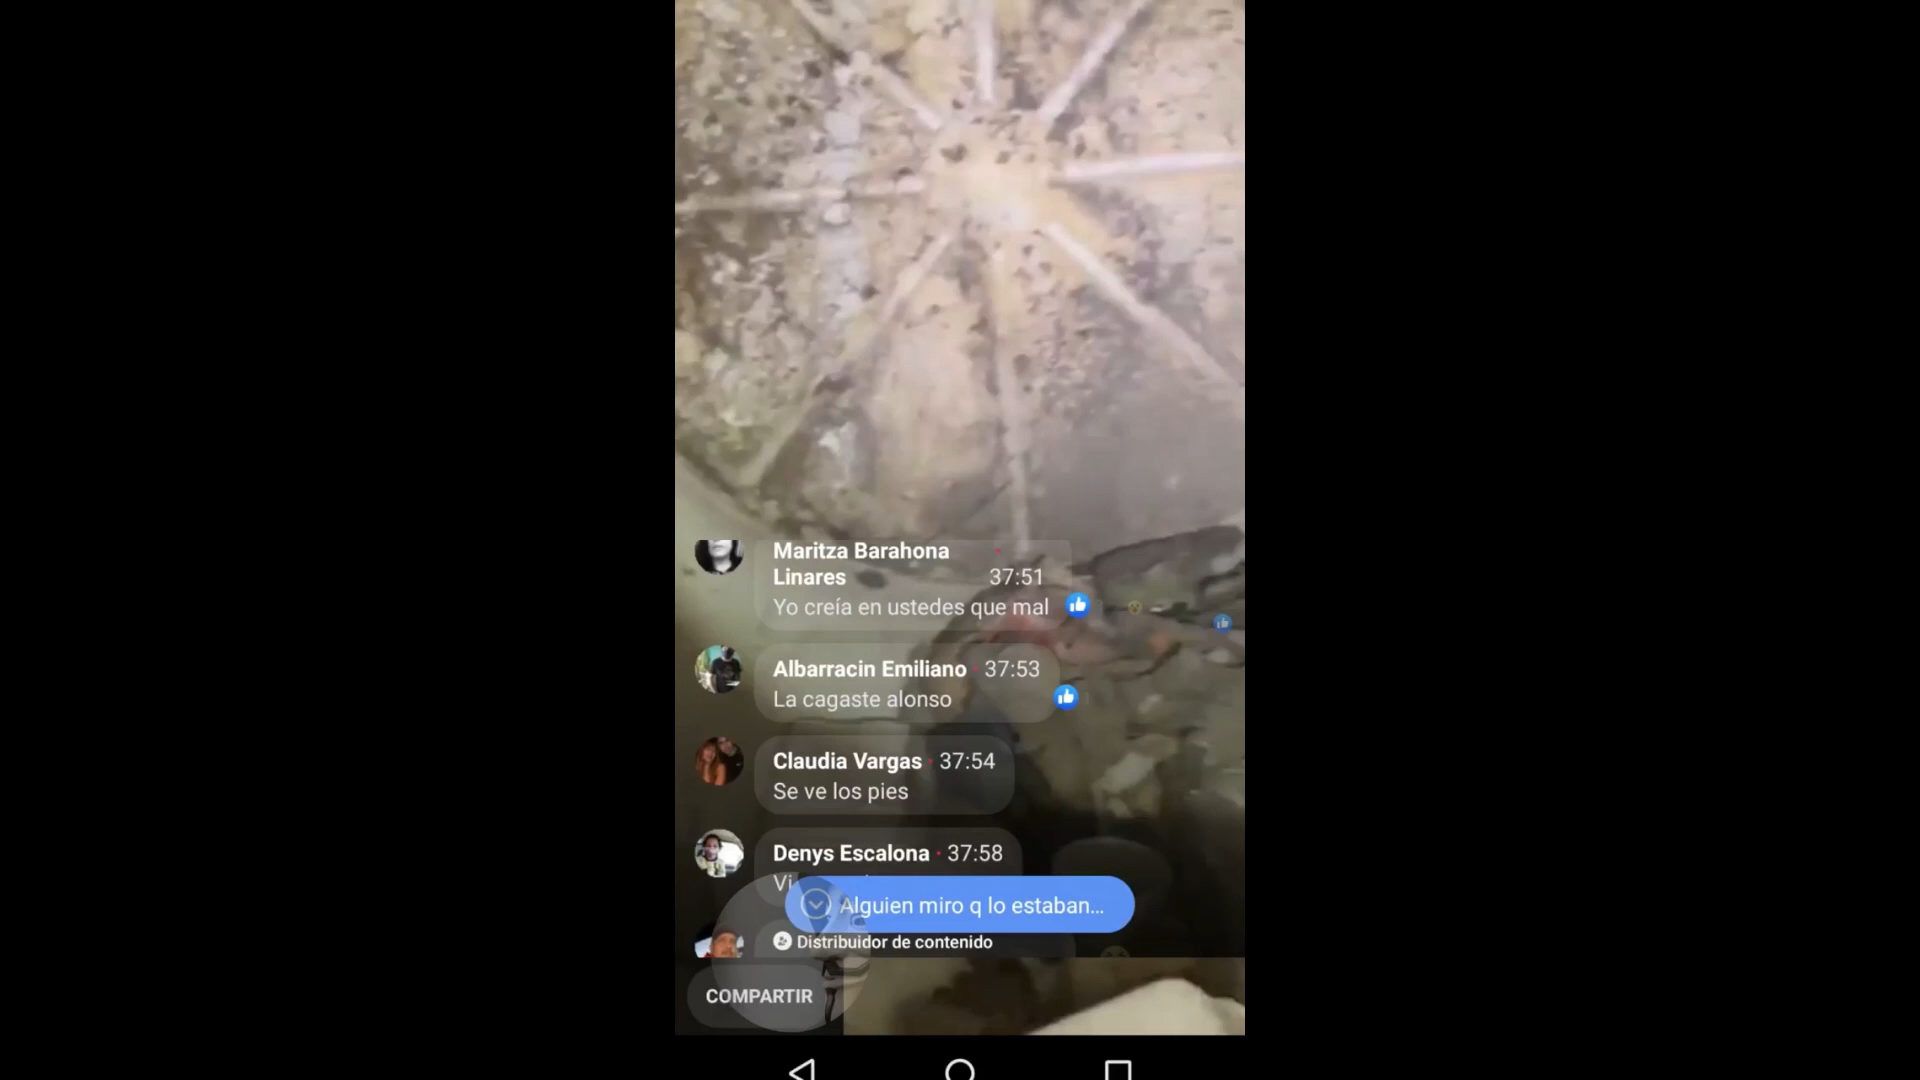 Maritza Barahona
Linares 37:51
Yo creía en ustedes que mal
Albarracin Emiliano · 37:53
La cagaste alonso
Claudia Vargas · 37:54
Se ve los pies
Denys Escalona · 37:58
Vi
Alguien miro q lo estaban...
Distribuidor de contenido
COMPARTIR